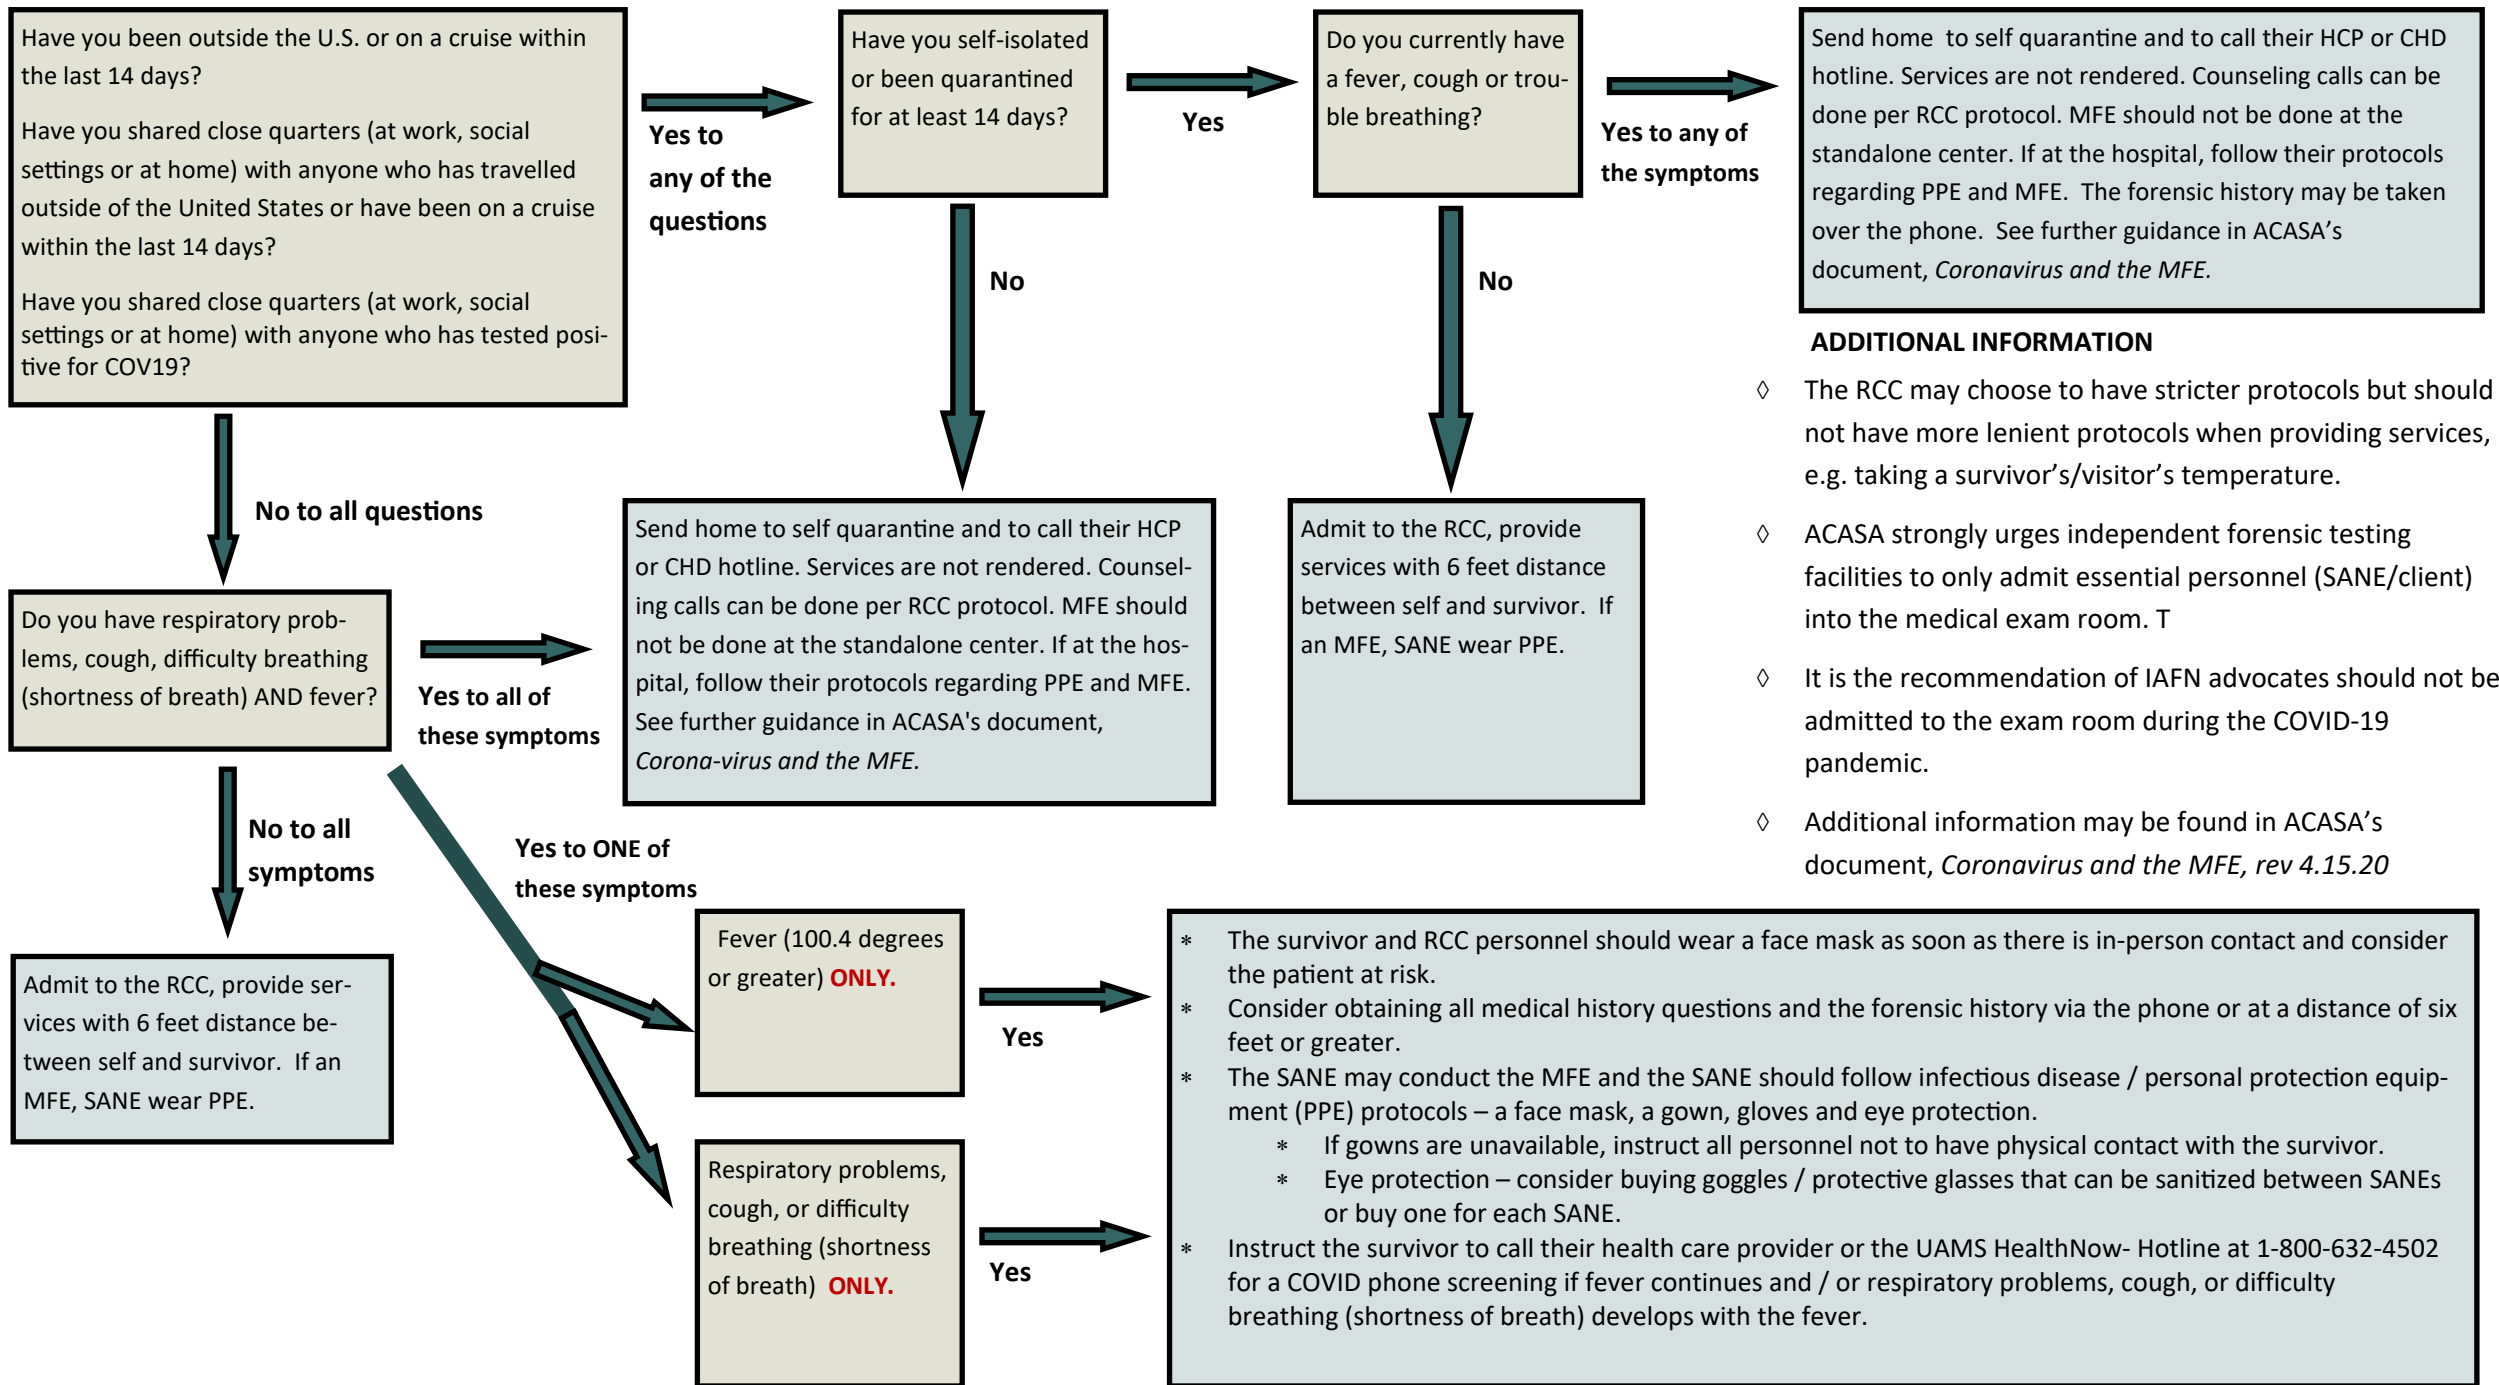 Have you been outside the U.S. or on a cruise within
the last 14 days?
Have you shared close quarters (at work, social
settings or at home) with anyone who has travelled
outside of the United States or have been on a cruise
within the last 14 days?
Have you shared close quarters (at work, social
settings or at home) with anyone who has tested posi-
tive for COV19?
Yes to
any of the
questions
Have you self-isolated
or been quarantined
for at least 14 days?
Yes
Do you currently have
a fever, cough or trou-
ble breathing?
Yes to any of
the symptoms
Send home  to self quarantine and to call their HCP or CHD
hotline. Services are not rendered. Counseling calls can be
done per RCC protocol. MFE should not be done at the
standalone center. If at the hospital, follow their protocols
regarding PPE and MFE.  The forensic history may be taken
over the phone.  See further guidance in ACASA’s
document, Coronavirus and the MFE.
No
No
ADDITIONAL INFORMATION
◊ The RCC may choose to have stricter protocols but should
not have more lenient protocols when providing services,
e.g. taking a survivor’s/visitor’s temperature.
◊ ACASA strongly urges independent forensic testing
facilities to only admit essential personnel (SANE/client)
into the medical exam room. T
◊ It is the recommendation of IAFN advocates should not be
admitted to the exam room during the COVID-19
pandemic.
◊ Additional information may be found in ACASA’s
document, Coronavirus and the MFE, rev 4.15.20
No to all questions
Do you have respiratory prob-
lems, cough, difficulty breathing
(shortness of breath) AND fever?
Yes to all of
these symptoms
Send home to self quarantine and to call their HCP
or CHD hotline. Services are not rendered. Counsel-
ing calls can be done per RCC protocol. MFE should
not be done at the standalone center. If at the hos-
pital, follow their protocols regarding PPE and MFE.
See further guidance in ACASA's document,
Corona-virus and the MFE.
Admit to the RCC, provide
services with 6 feet distance
between self and survivor.  If
an MFE, SANE wear PPE.
No to all
symptoms
Yes to ONE of
these symptoms
Admit to the RCC, provide ser-
vices with 6 feet distance be-
tween self and survivor.  If an
MFE, SANE wear PPE.
Fever (100.4 degrees
or greater) ONLY.
Yes
Respiratory problems,
cough, or difficulty
breathing (shortness
of breath)  ONLY.
Yes
* The survivor and RCC personnel should wear a face mask as soon as there is in-person contact and consider
the patient at risk.
* Consider obtaining all medical history questions and the forensic history via the phone or at a distance of six
feet or greater.
* The SANE may conduct the MFE and the SANE should follow infectious disease / personal protection equip-
ment (PPE) protocols – a face mask, a gown, gloves and eye protection.
* If gowns are unavailable, instruct all personnel not to have physical contact with the survivor.
* Eye protection – consider buying goggles / protective glasses that can be sanitized between SANEs
or buy one for each SANE.
* Instruct the survivor to call their health care provider or the UAMS HealthNow- Hotline at 1-800-632-4502
for a COVID phone screening if fever continues and / or respiratory problems, cough, or difficulty
breathing (shortness of breath) develops with the fever.